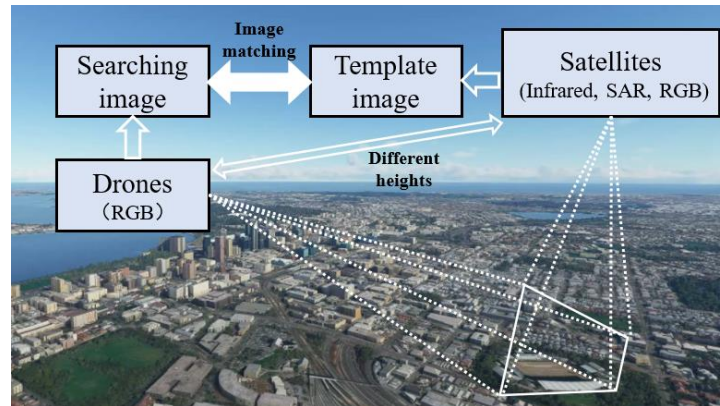 Image
matching
Searching
image
Template
image
Satellites
(Infrared, SAR, RGB)
Different
heights
Drones
（RGB）